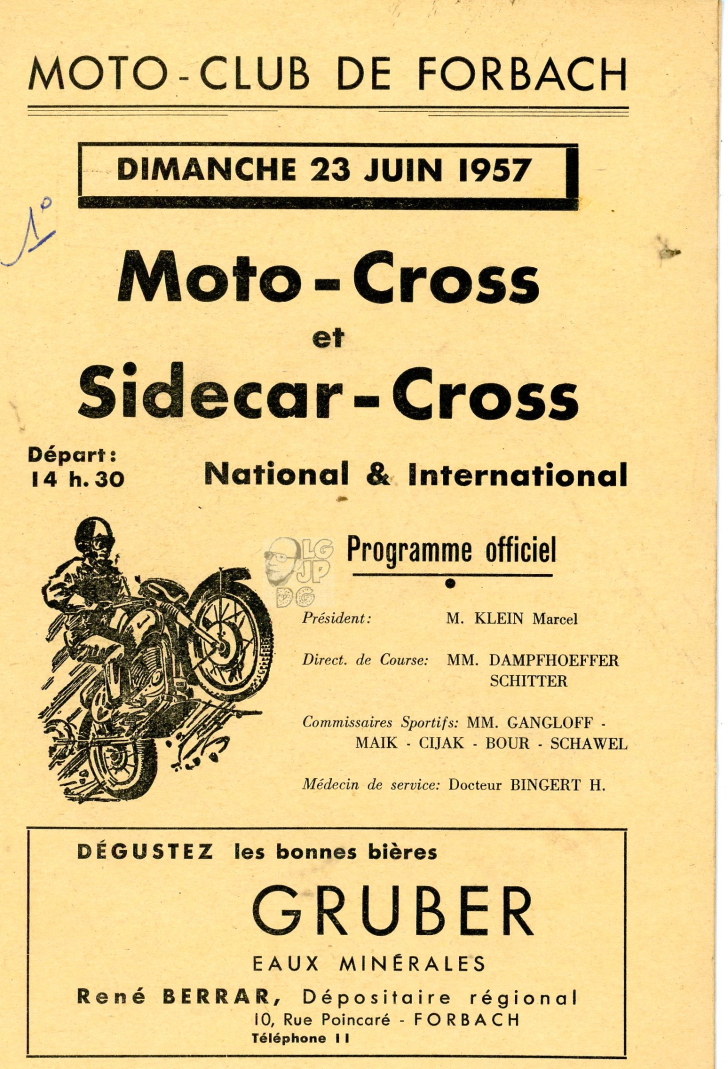 MOTO-CLUB DE FORBACH
DIMANCHE 23 JUIN 1957
1°
Moto-Cross
et
Sidecar-Cross
Départ:
14 h. 30
National & International
LG
JP
DG
Programme officiel
Président: M. KLEIN Marcel
Direct. de Course: MM. DAMPFHOEFFER
SCHITTER
Commissaires Sportifs: MM. GANGLOFF -
MAIK - CIJAK - BOUR - SCHAWEL
Médecin de service: Docteur BINGERT H.
DÉGUSTEZ les bonnes bières
GRUBER
EAUX MINÉRALES
René BERRAR, Dépositaire régional
10, Rue Poincaré - FORBACH
Téléphone 11